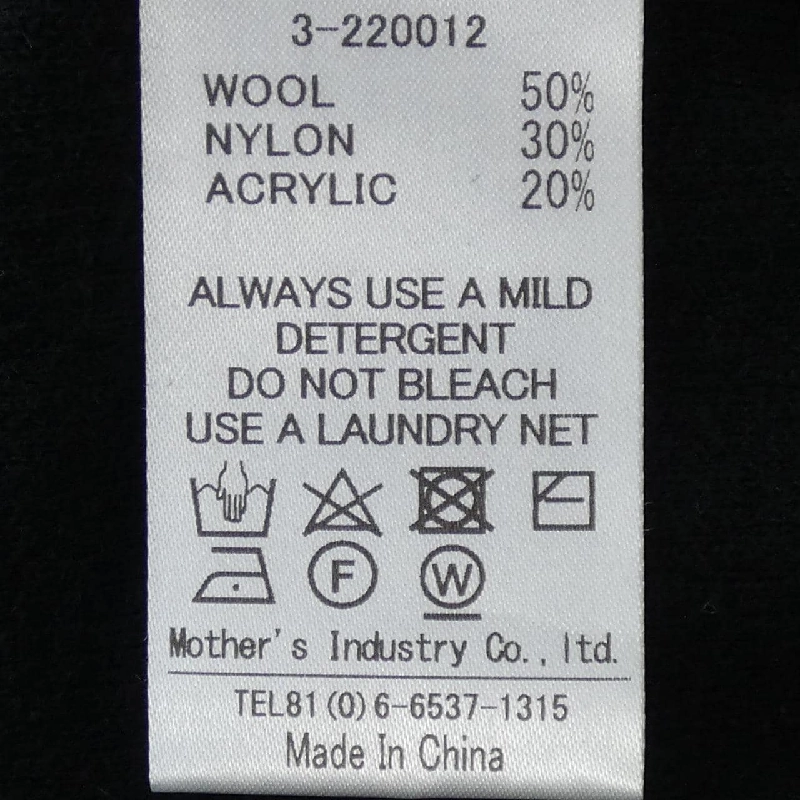 3-220012
WOOL 50%
NYLON 30%
ACRYLIC 20%
ALWAYS USE A MILD
DETERGENT
DO NOT BLEACH
USE A LAUNDRY NET
F W
Mother's Industry Co., ltd.
TEL81(0)6-6537-1315
Made In China